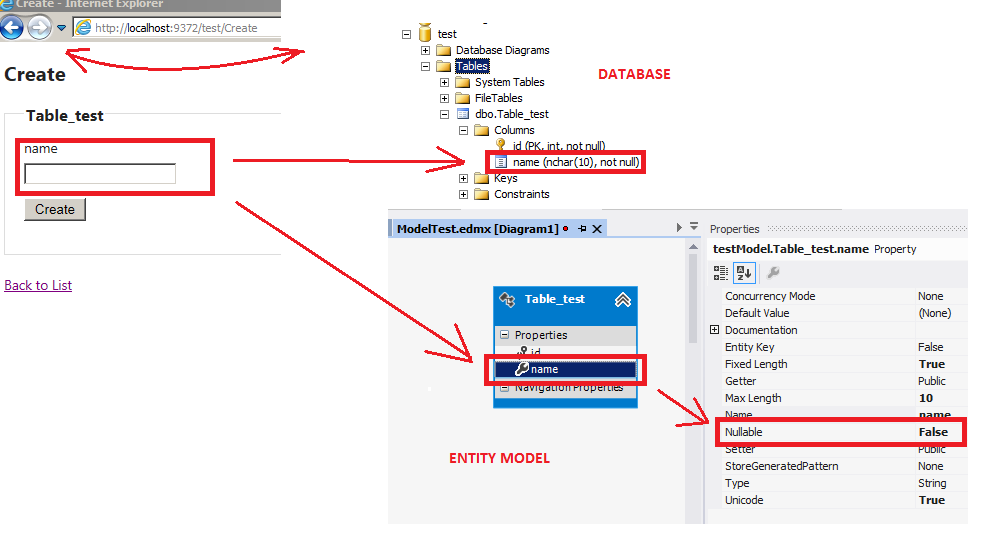 Create - Internet Explorer
http://localhost:9372/test/Create
Create
Table_test
name
Create
Back to List
test
Database Diagrams
Tables
System Tables
FileTables
dbo.Table_test
Columns
id (PK, int, not null)
name (nchar(10), not null)
Keys
Constraints
DATABASE
ModelTest.edmx [Diagram1]
Table_test
Properties
id
name
Navigation Properties
ENTITY MODEL
Properties
testModel.Table_test.name Property
Concurrency Mode None
Default Value (None)
Documentation
Entity Key False
Fixed Length True
Getter Public
Max Length 10
Name name
Nullable False
Setter Public
StoreGeneratedPattern None
Type String
Unicode True